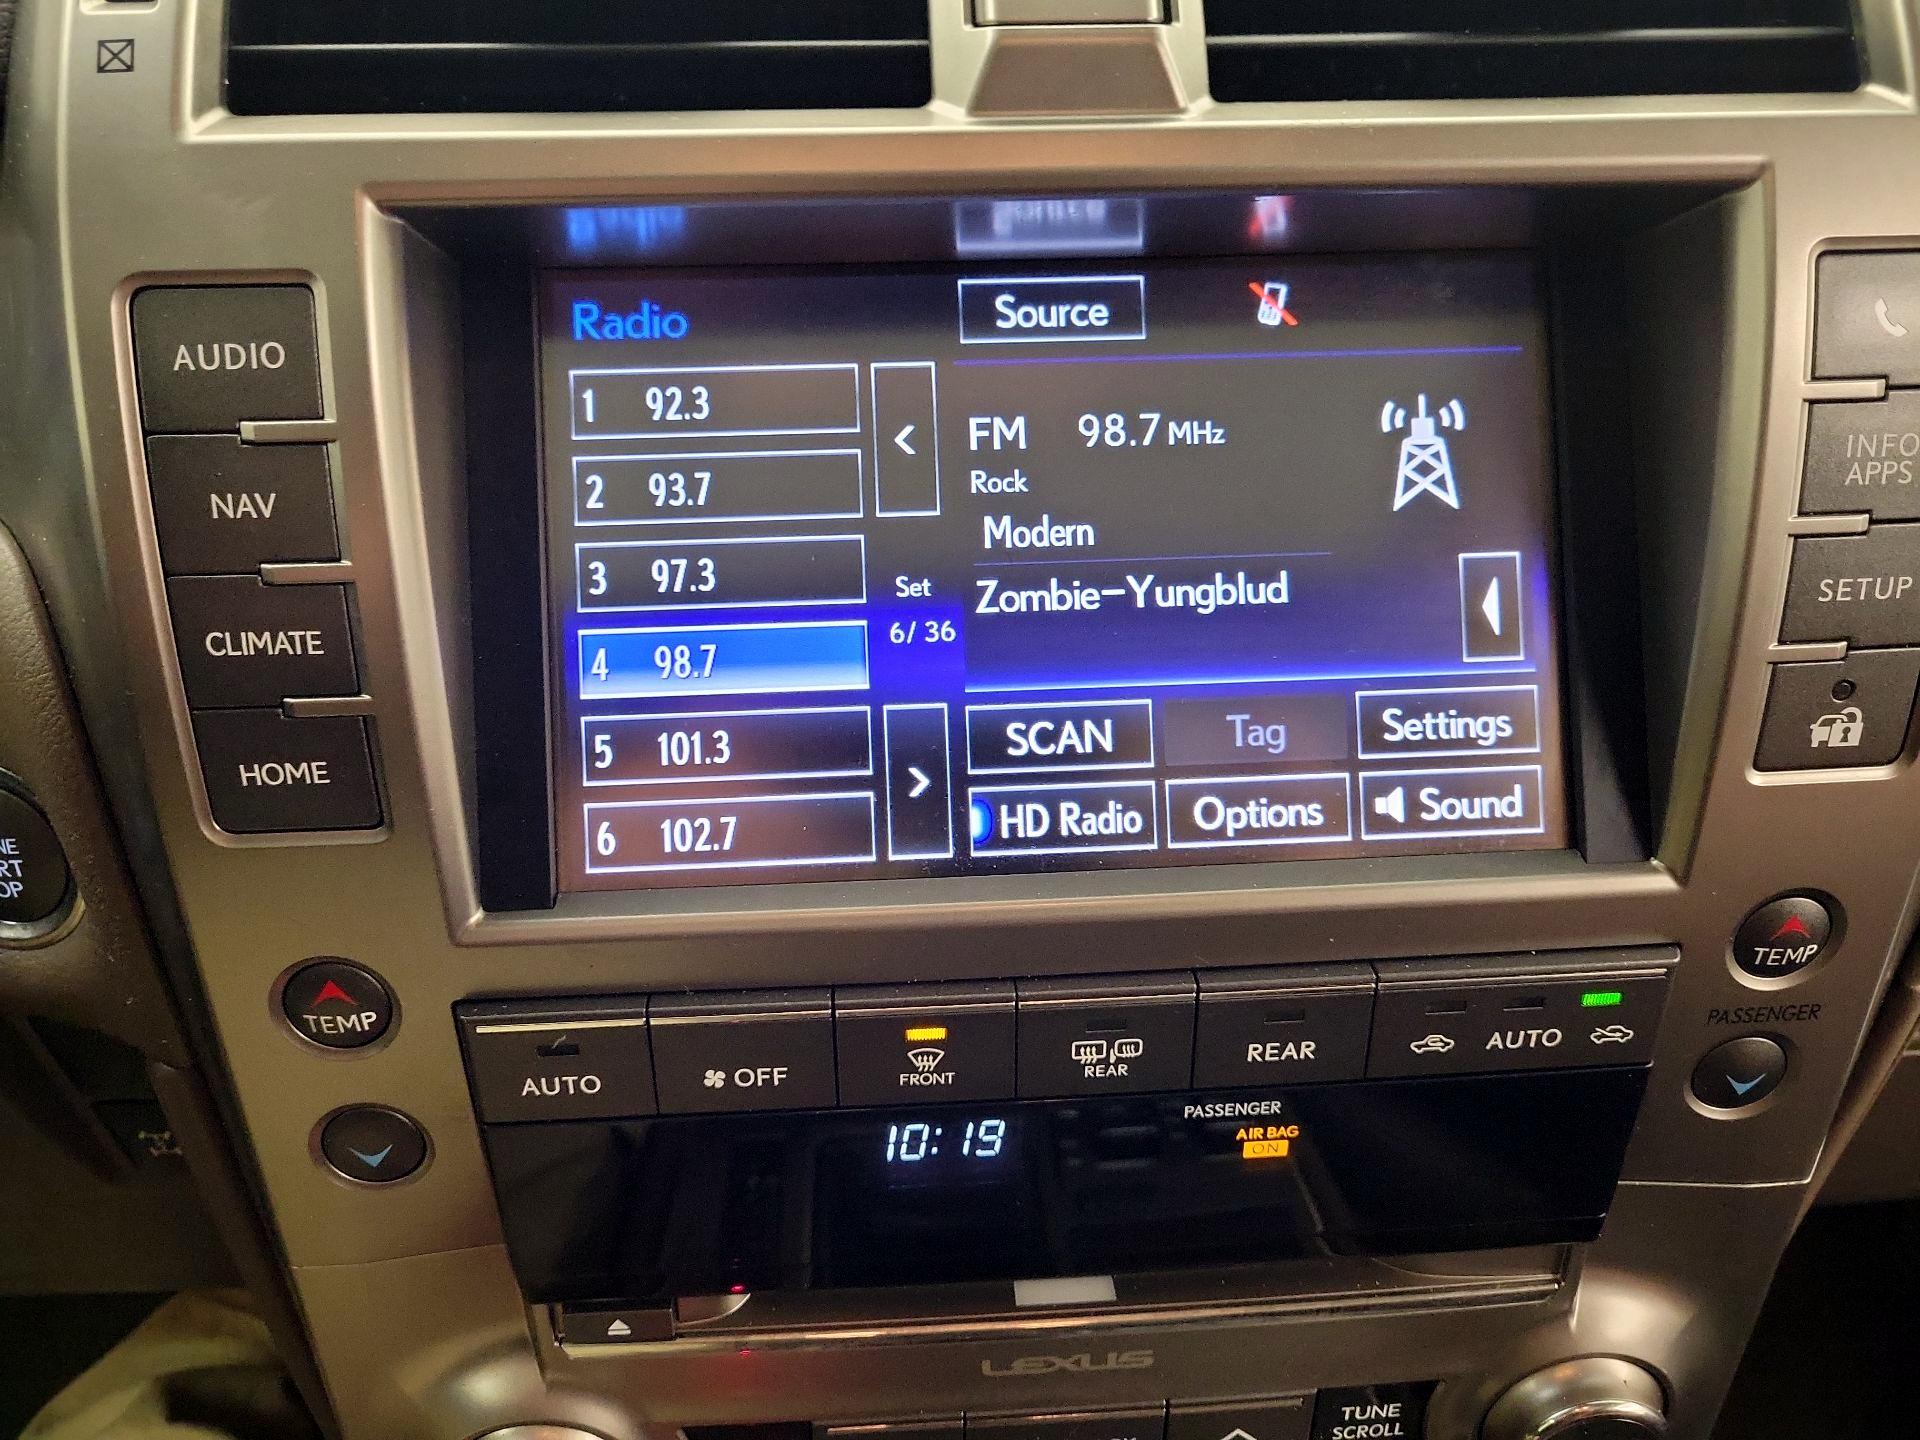 Radio
Source
1 92.3
2 93.7
3 97.3
4 98.7
5 101.3
6 102.7
<
Set
6/ 36
>
FM 98.7 MHz
Rock
Modern
Zombie-Yungblud
SCAN
Tag
Settings
HD Radio
Options
Sound
AUDIO
NAV
CLIMATE
HOME
INFO
APPS
SETUP
TEMP
TEMP
PASSENGER
AUTO
OFF
FRONT
REAR
REAR
AUTO
10:19
PASSENGER
AIR BAG
ON
LEXUS
TUNE
SCROLL